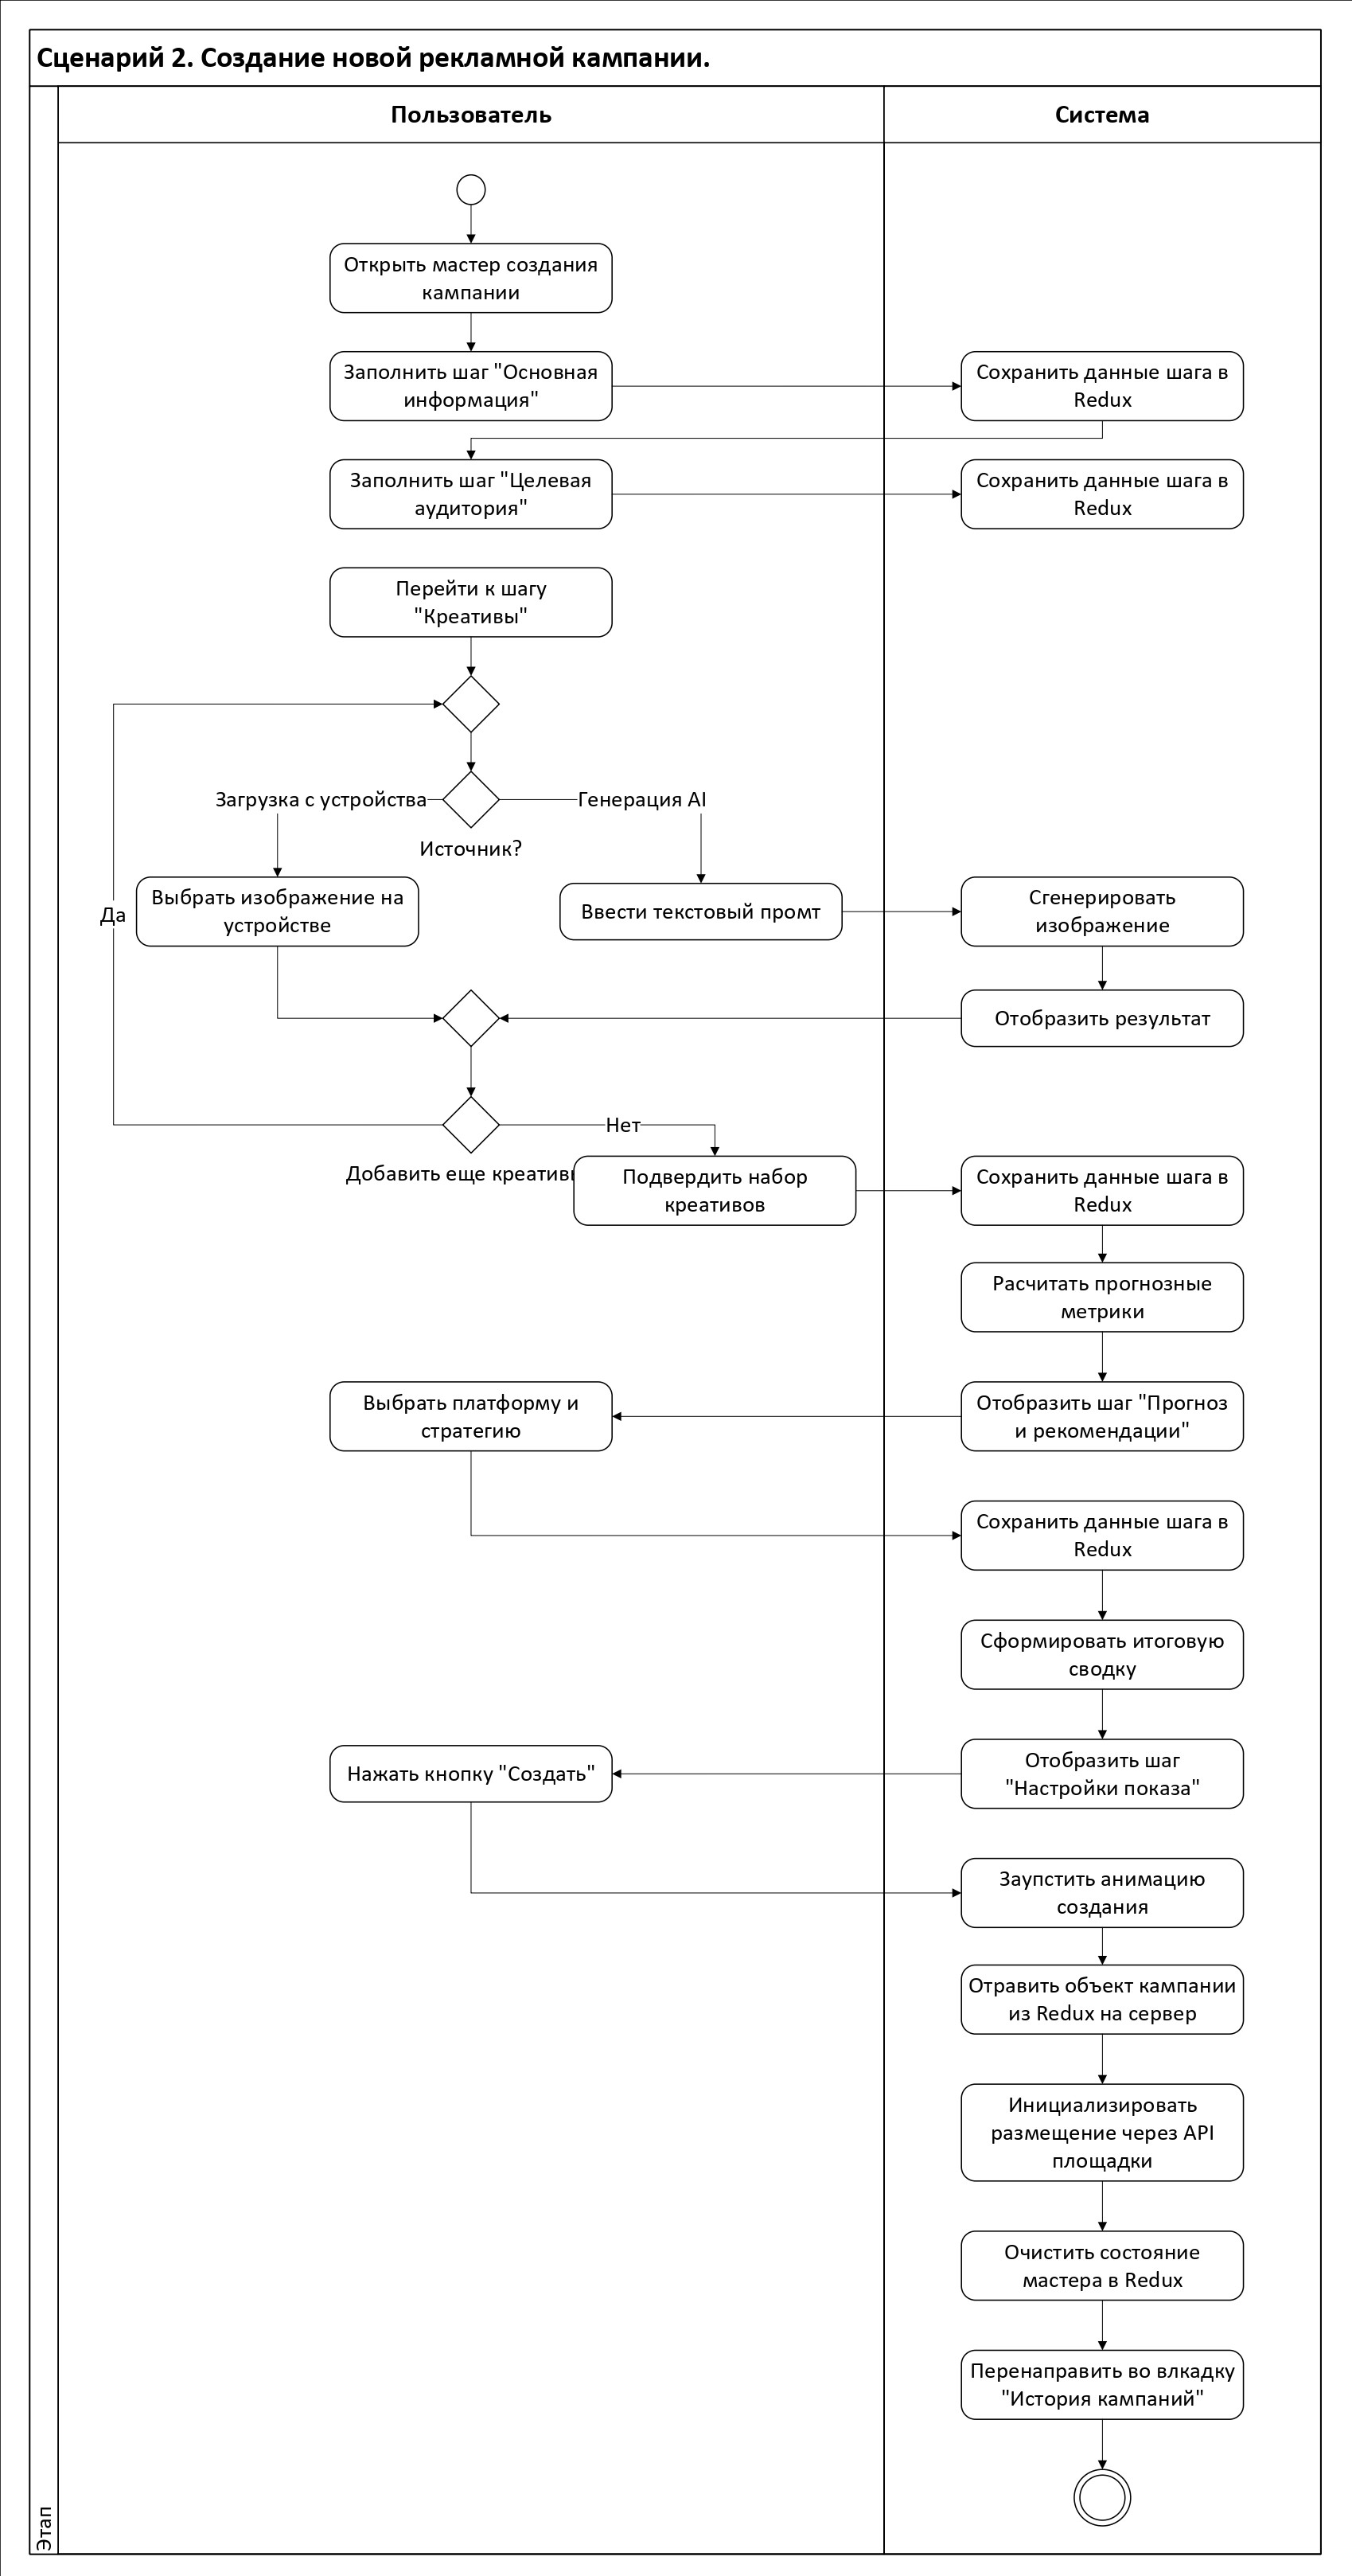 Сценарий 2. Создание новой рекламной кампании.
Пользователь
Система
Открыть мастер создания
кампании
Заполнить шаг "Основная
информация"
Сохранить данные шага в
Redux
Заполнить шаг "Целевая
аудитория"
Сохранить данные шага в
Redux
Перейти к шагу
"Креативы"
Загрузка с устройства
Генерация AI
Источник?
Выбрать изображение на
устройстве
Ввести текстовый промт
Сгенерировать
изображение
Да
Отобразить результат
Нет
Добавить еще
Подтвердить набор
креативов
Сохранить данные шага в
Redux
Расчитать прогнозные
метрики
Выбрать платформу и
стратегию
Отобразить шаг "Прогноз
и рекомендации"
Сохранить данные шага в
Redux
Сформировать итоговую
сводку
Нажать кнопку "Создать"
Отобразить шаг
"Настройки показа"
Заупстить анимацию
создания
Отравить объект кампании
из Redux на сервер
Инициализировать
размещение через API
площадки
Очистить состояние
мастера в Redux
Перенаправить во влкадку
"История кампаний"
Этап